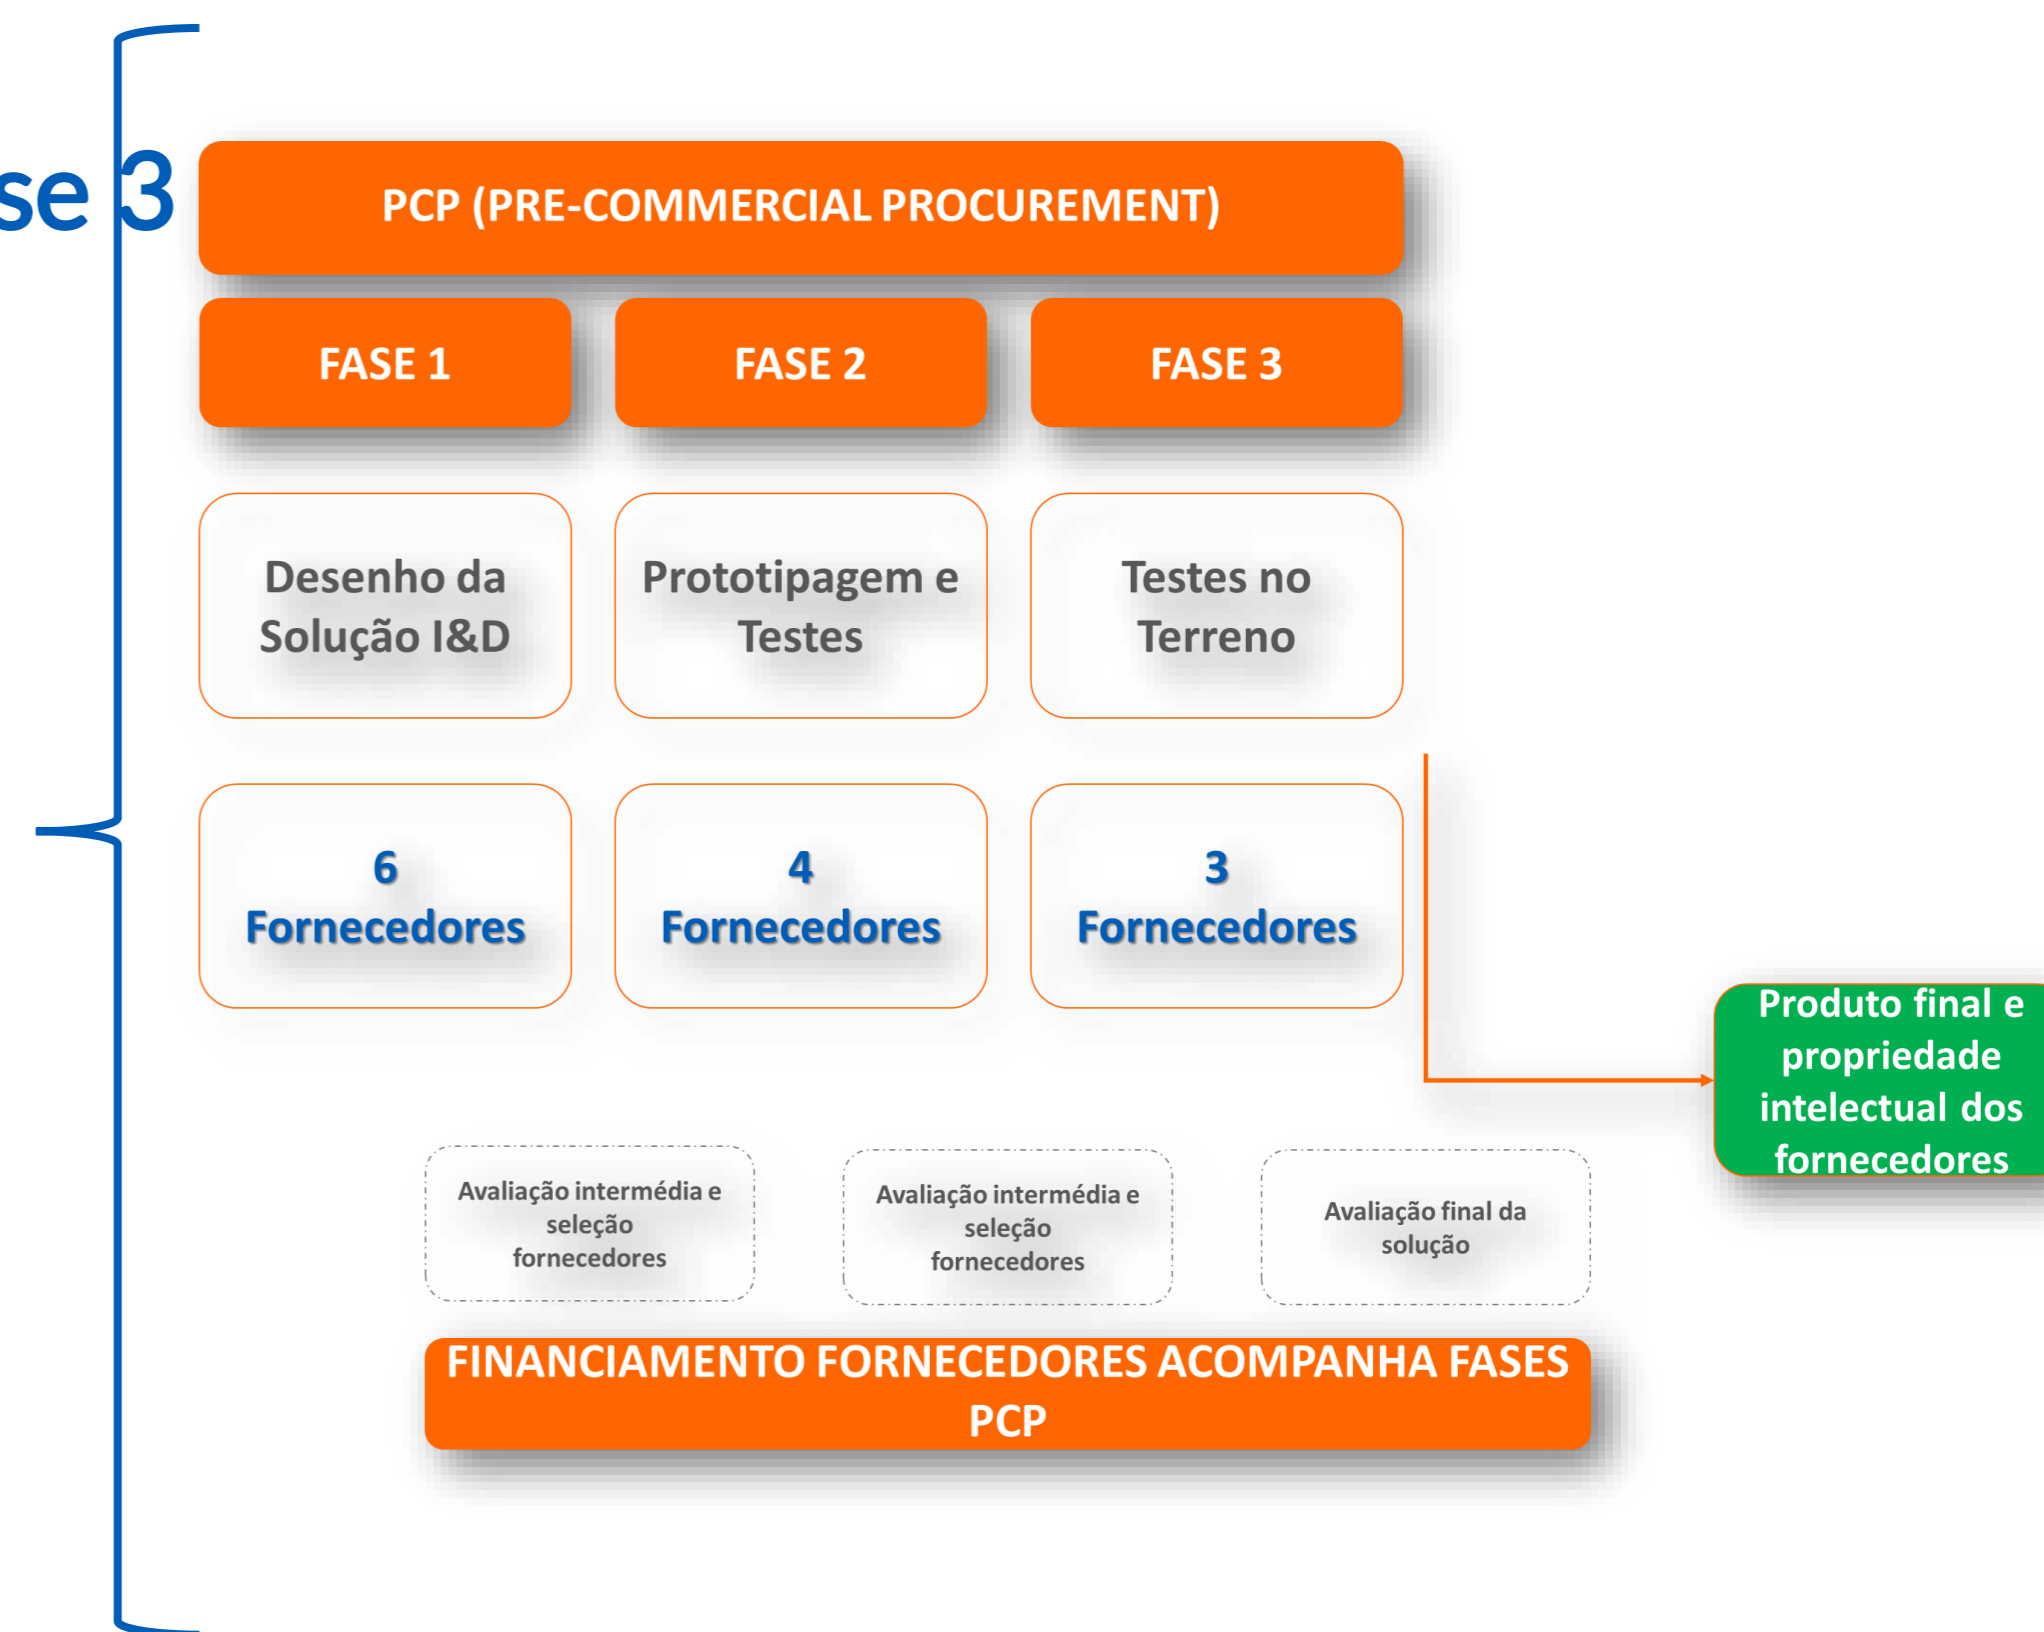 se 3
PCP (PRE-COMMERCIAL PROCUREMENT)
FASE 1
FASE 2
FASE 3
Desenho da
Solução I&D
Prototipagem e
Testes
Testes no
Terreno
6
Fornecedores
4
Fornecedores
3
Fornecedores
Produto final e
propriedade
intelectual dos
fornecedores
Avaliação intermédia e
seleção
fornecedores
Avaliação intermédia e
seleção
fornecedores
Avaliação final da
solução
FINANCIAMENTO FORNECEDORES ACOMPANHA FASES
PCP